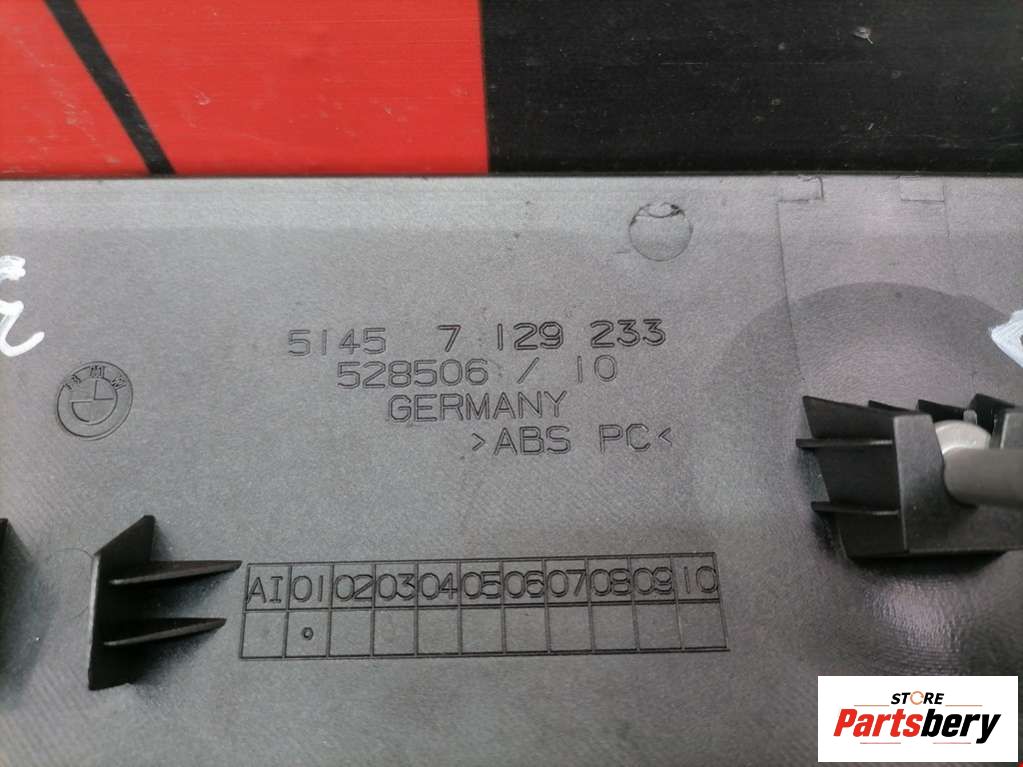 5145 7 129 233
528506 / 10
BMW
GERMANY
>ABS PC<
AI 01 02 03 04 05 06 07 08 09 10
STORE
Partsbery